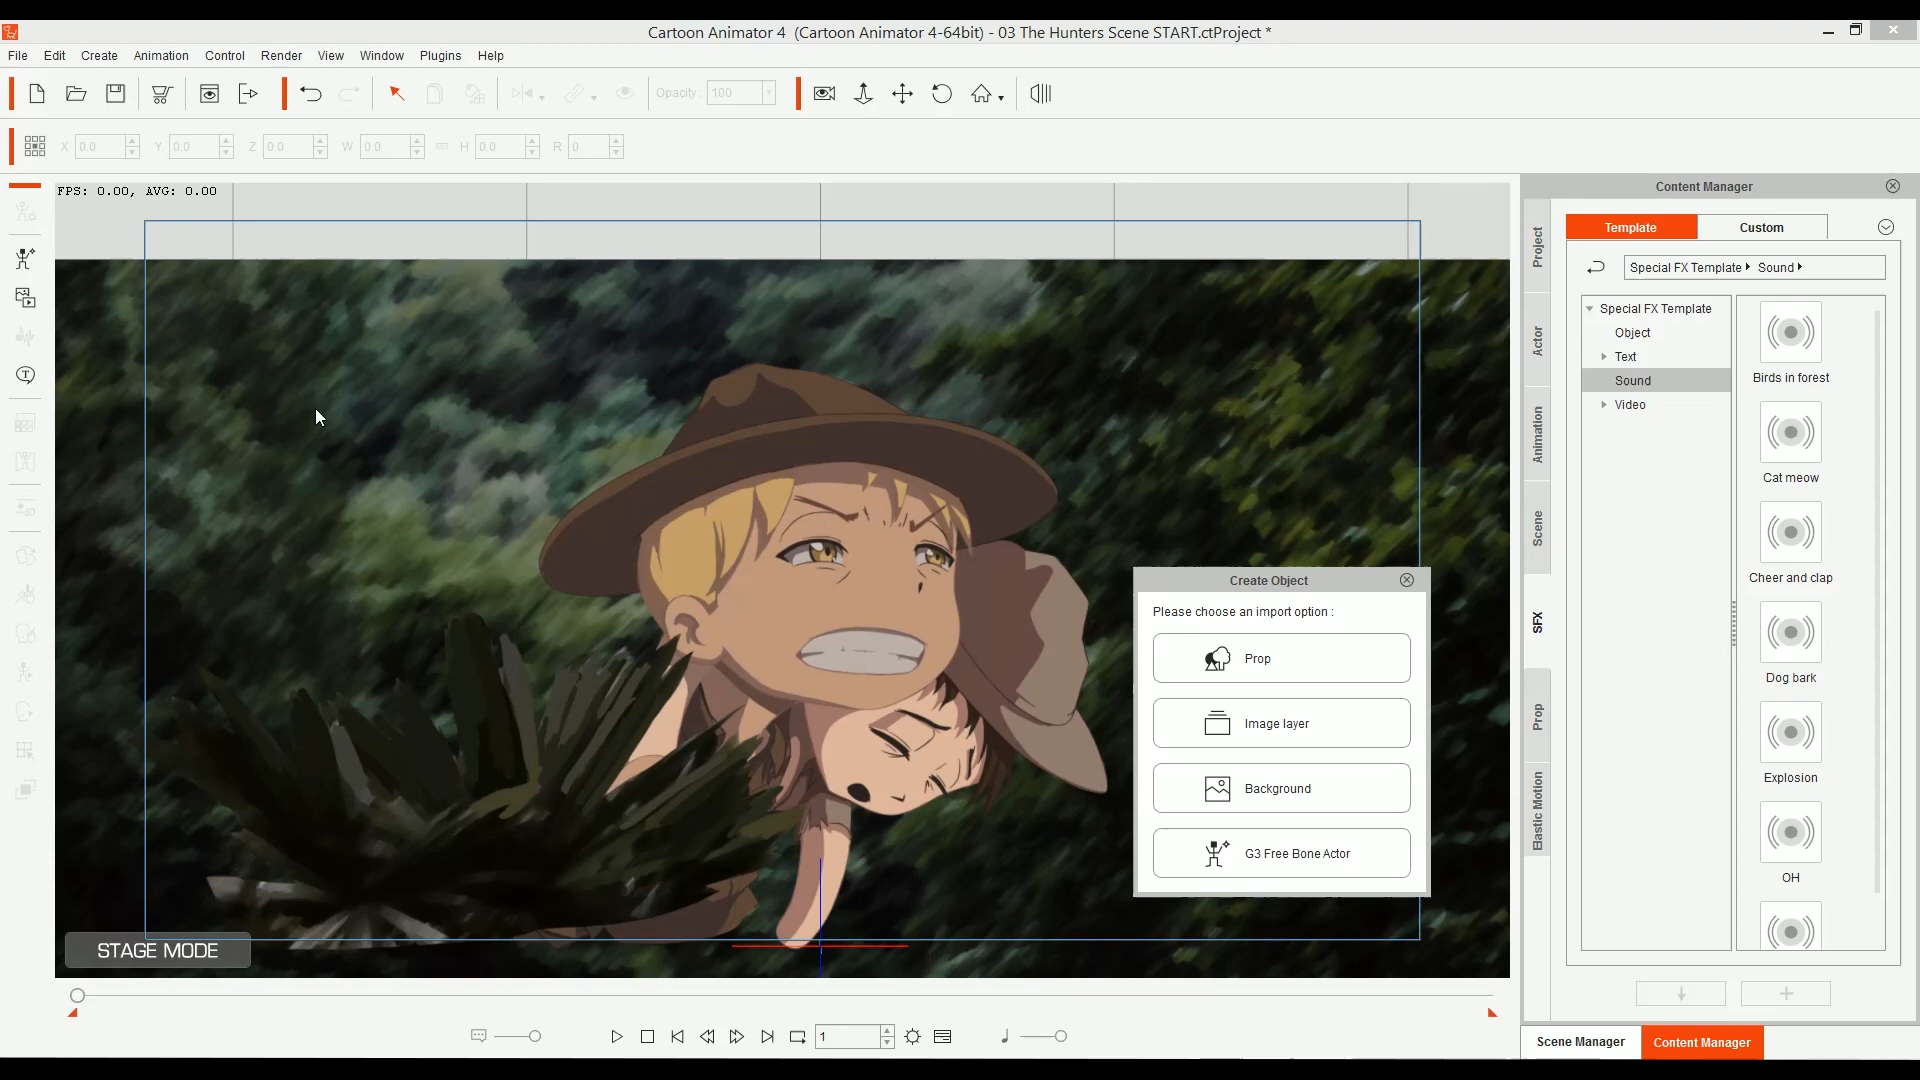 Cartoon Animator 4 (Cartoon Animator 4-64bit) - 03 The Hunters Scene START.ctProject *
File Edit Create Animation Control Render View Window Plugins Help
Opacity: 100
X 0.0 Y 0.0 Z 0.0 W 0.0 H 0.0 R 0
FPS: 0.00, AVG: 0.00
Content Manager
Template Custom
Special FX Template Sound
Special FX Template
Object
Text
Sound
Video
Birds in forest
Cat meow
Cheer and clap
Dog bark
Explosion
OH
Project
Actor
Animation
Scene
SFX
Prop
Elastic Motion
Create Object
Please choose an import option :
Prop
Image layer
Background
G3 Free Bone Actor
STAGE MODE
1
Scene Manager Content Manager